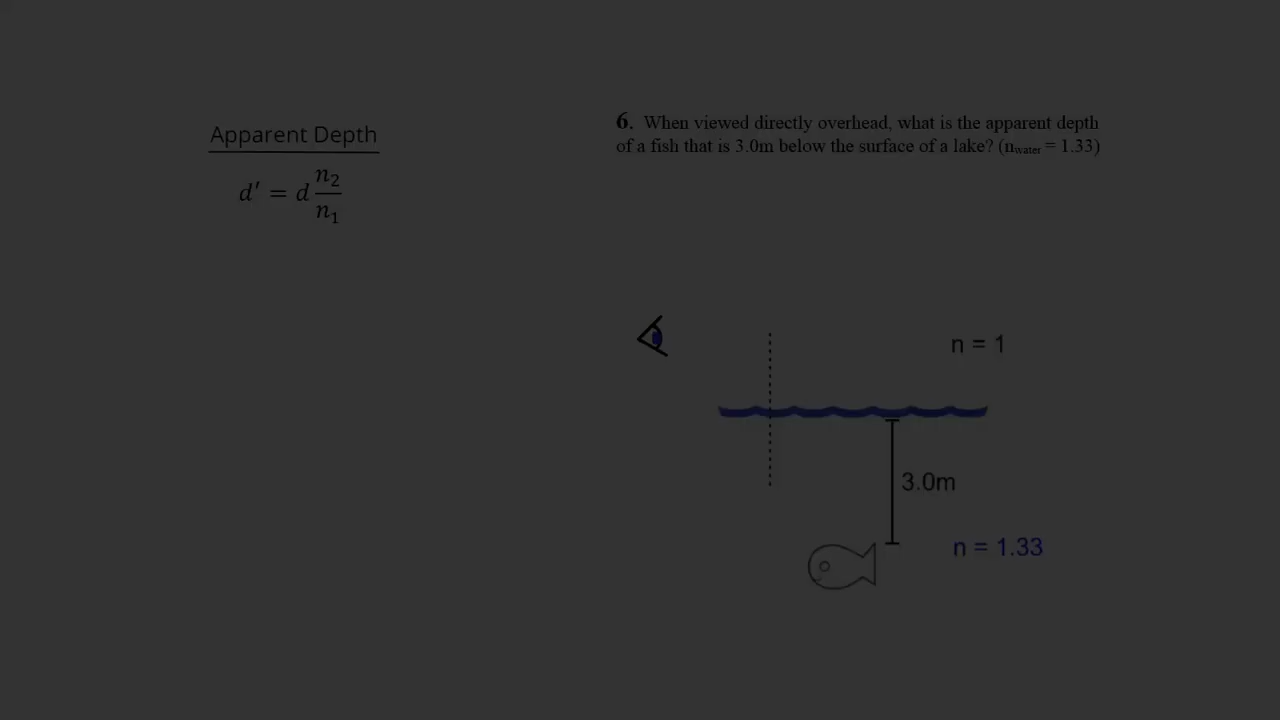 Apparent Depth
d′ = d n₂/n₁
6. When viewed directly overhead, what is the apparent depth
of a fish that is 3.0m below the surface of a lake? (n_water = 1.33)
n = 1
3.0m
n = 1.33